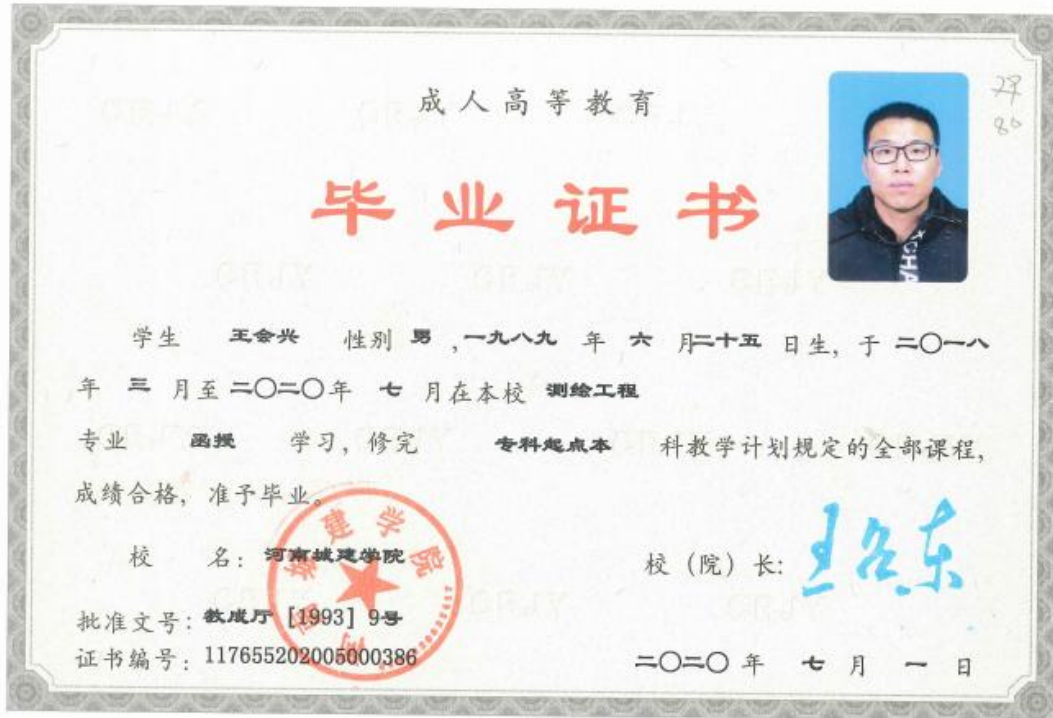 成人高等教育
毕业证书
学生 王会兴 性别 男 ,一九八九 年 六 月二十五 日生, 于 二〇一八
年 三 月至 二〇二〇年 七 月在本校 测绘工程
专业 函授 学习, 修完 专科起点本 科教学计划规定的全部课程,
成绩合格, 准予毕业。
校 名: 河南城建学院
校 (院) 长:
批准文号: 教成厅 [1993] 9号
证书编号: 117655202005000386
二〇二〇 年 七 月 一 日
河南城建学院